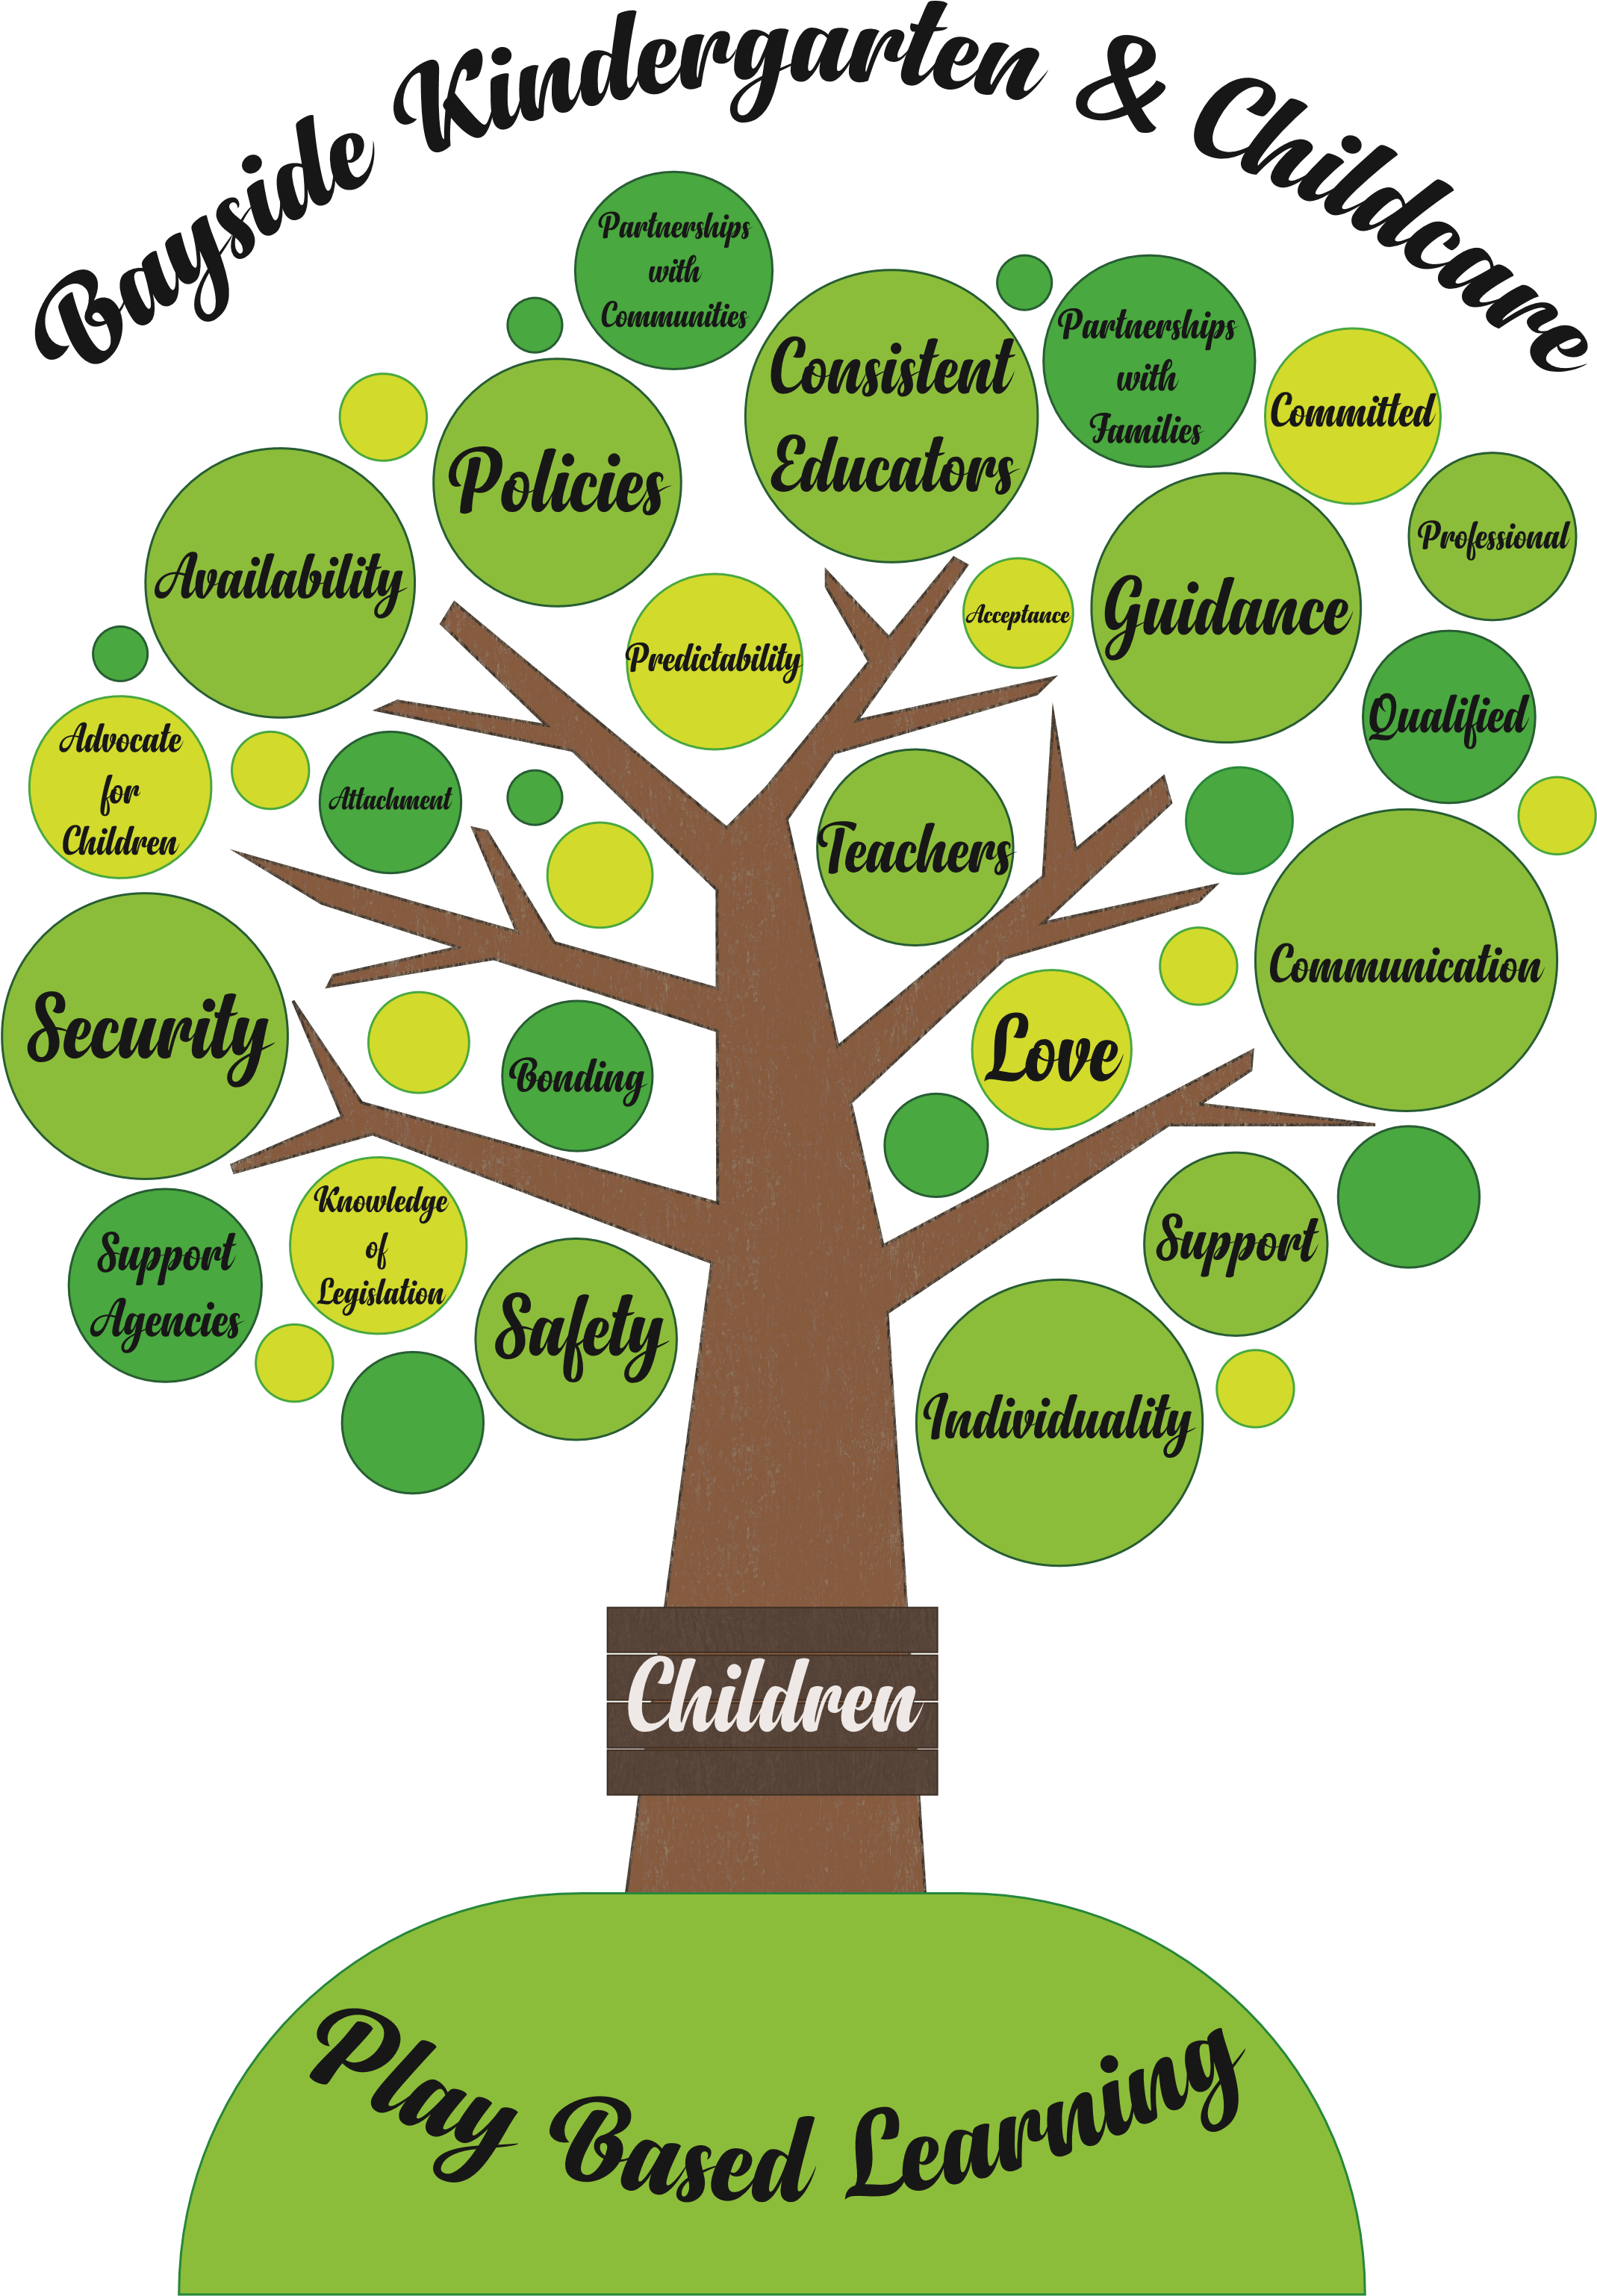 Bayside Kindergarten & Childcare
Partnerships
with
Communities
Consistent
Educators
Partnerships
with
Families
Committed
Policies
Professional
Availability
Guidance
Acceptance
Predictability
Qualified
Advocate
for
Children
Attachment
Teachers
Communication
Security
Love
Bonding
Knowledge
of
Legislation
Support
Support
Agencies
Safety
Individuality
Children
Play Based Learning